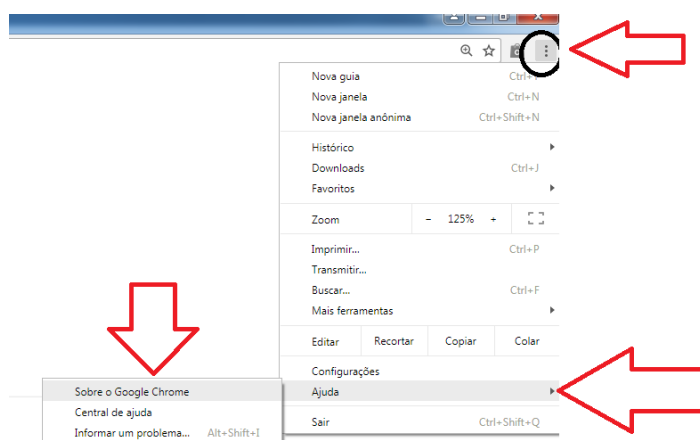 Nova guia Ctrl+T
Nova janela Ctrl+N
Nova janela anônima Ctrl+Shift+N
Histórico
Downloads Ctrl+J
Favoritos
Zoom - 125% +
Imprimir... Ctrl+P
Transmitir...
Buscar... Ctrl+F
Mais ferramentas
Editar Recortar Copiar Colar
Configurações
Ajuda
Sair Ctrl+Shift+Q
Sobre o Google Chrome
Central de ajuda
Informar um problema... Alt+Shift+I